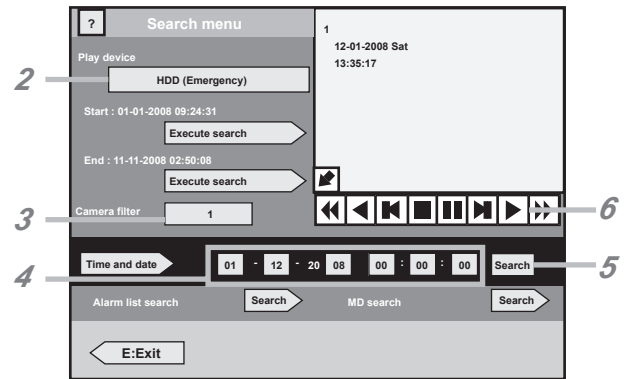 ? Search menu
Play device
2 HDD (Emergency)
Start : 01-01-2008 09:24:31
Execute search
End : 11-11-2008 02:50:08
Execute search
3 Camera filter 1
1
12-01-2008 Sat
13:35:17
6
4 Time and date 01 - 12 - 20 08 00 : 00 : 00 Search 5
Alarm list search Search MD search Search
E:Exit